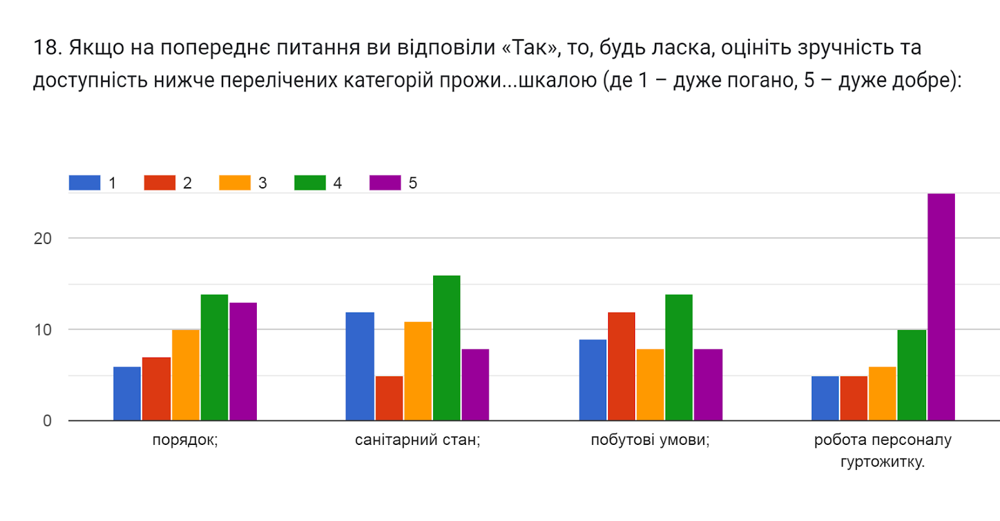 18. Якщо на попереднє питання ви відповіли «Так», то, будь ласка, оцініть зручність та
доступність нижче перелічених категорій прожи...шкалою (де 1 – дуже погано, 5 – дуже добре):
1 2 3 4 5
20
10
0
порядок; санітарний стан; побутові умови; робота персоналу
гуртожитку.